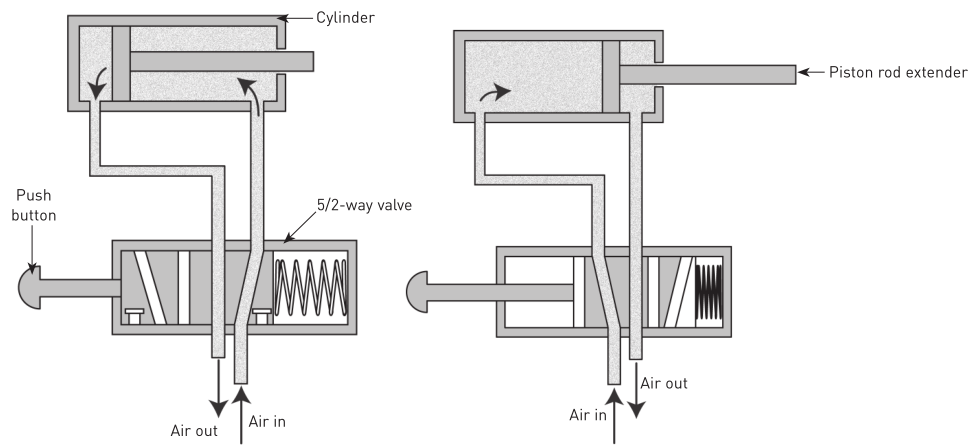 Cylinder
Piston rod extender
Push
button
5/2-way valve
Air out
Air in
Air in
Air out